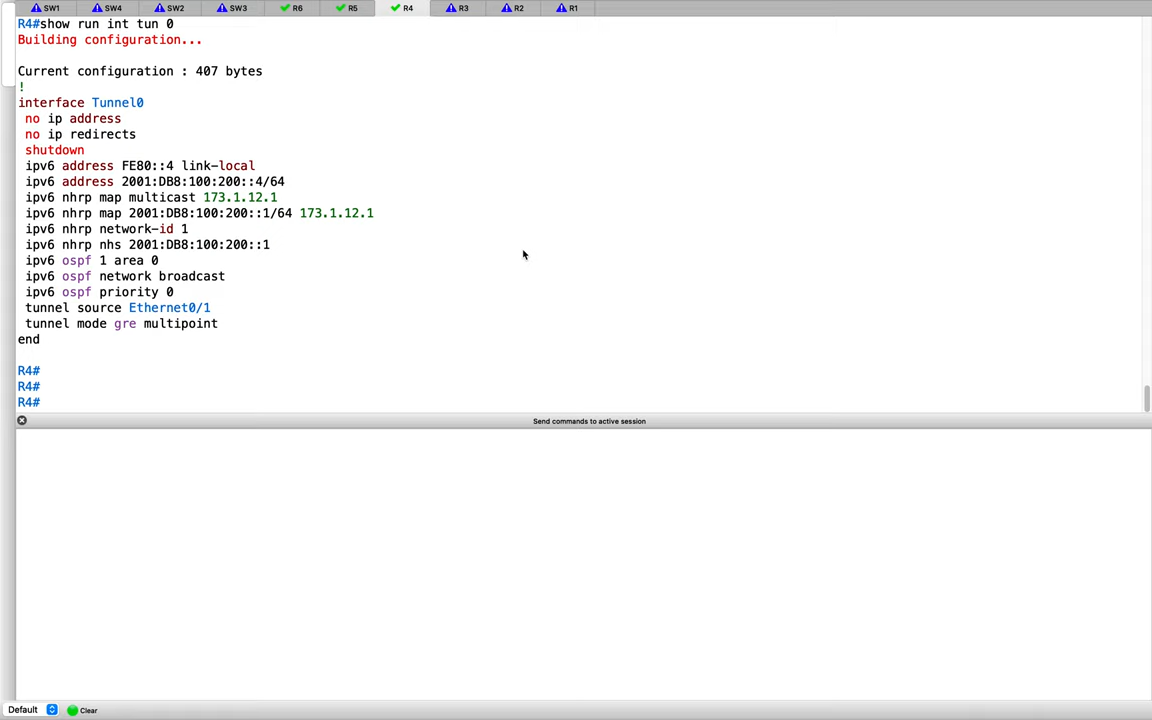 SW1 SW4 SW2 SW3 R6 R5 R4 R3 R2 R1
R4#show run int tun 0
Building configuration...
Current configuration : 407 bytes
!
interface Tunnel0
no ip address
no ip redirects
shutdown
ipv6 address FE80::4 link-local
ipv6 address 2001:DB8:100:200::4/64
ipv6 nhrp map multicast 173.1.12.1
ipv6 nhrp map 2001:DB8:100:200::1/64 173.1.12.1
ipv6 nhrp network-id 1
ipv6 nhrp nhs 2001:DB8:100:200::1
ipv6 ospf 1 area 0
ipv6 ospf network broadcast
ipv6 ospf priority 0
tunnel source Ethernet0/1
tunnel mode gre multipoint
end
R4#
R4#
R4#
Send commands to active session
Default Clear